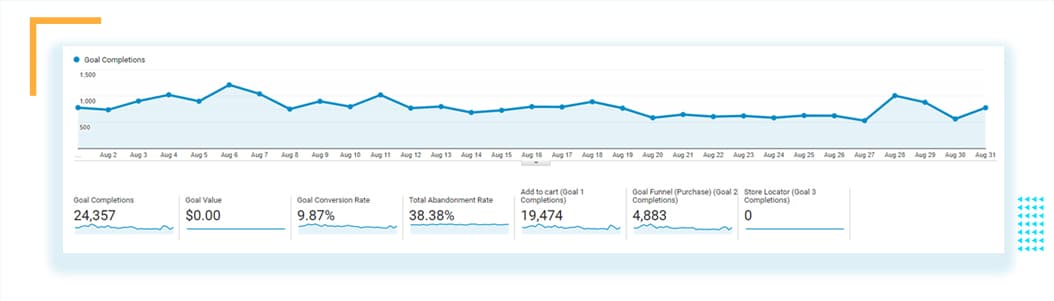 Goal Completions
1,500
1,000
500
...
Aug 2 Aug 3 Aug 4 Aug 5 Aug 6 Aug 7 Aug 8 Aug 9 Aug 10 Aug 11 Aug 12 Aug 13 Aug 14 Aug 15 Aug 16 Aug 17 Aug 18 Aug 19 Aug 20 Aug 21 Aug 22 Aug 23 Aug 24 Aug 25 Aug 26 Aug 27 Aug 28 Aug 29 Aug 30 Aug 31
Goal Completions
24,357
Goal Value
$0.00
Goal Conversion Rate
9.87%
Total Abandonment Rate
38.38%
Add to cart (Goal 1
Completions)
19,474
Goal Funnel (Purchase) (Goal 2
Completions)
4,883
Store Locator (Goal 3
Completions)
0